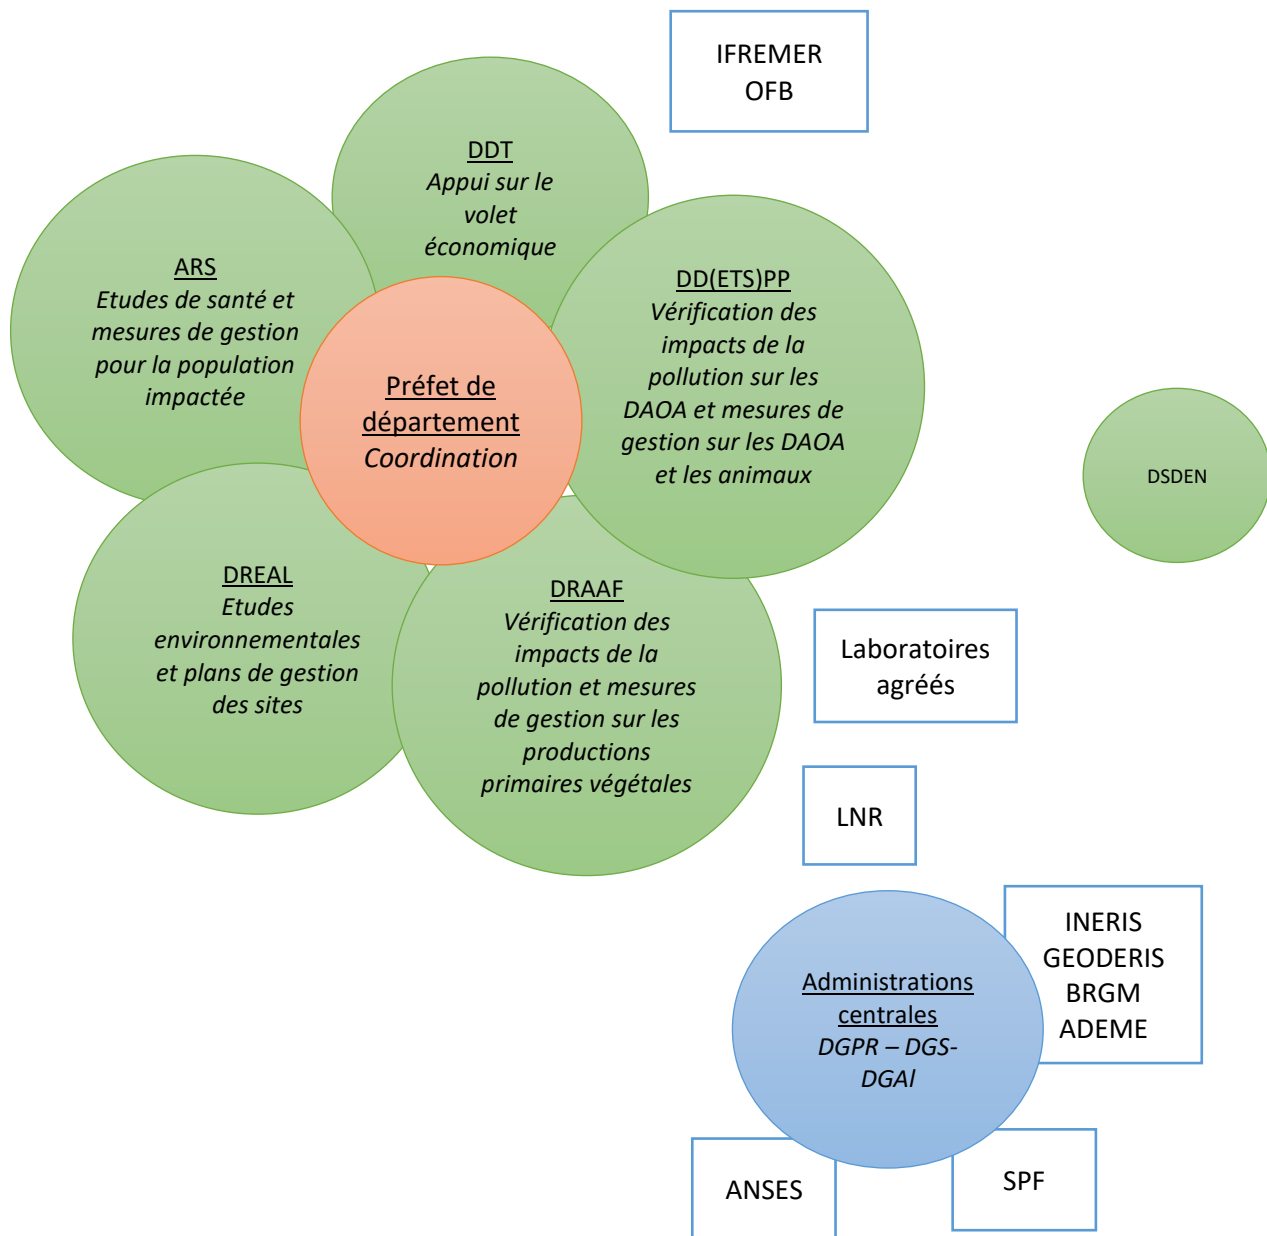 IFREMER
OFB
DDT
Appui sur le
volet
économique
ARS
Etudes de santé et
mesures de gestion
pour la population
impactée
DD(ETS)PP
Vérification des
impacts de la
pollution sur les
DAOA et mesures de
gestion sur les DAOA
et les animaux
Préfet de
département
Coordination
DSDEN
DREAL
Etudes
environnementales
et plans de gestion
des sites
DRAAF
Vérification des
impacts de la
pollution et mesures
de gestion sur les
productions
primaires végétales
Laboratoires
agréés
LNR
INERIS
GEODERIS
BRGM
ADEME
Administrations
centrales
DGPR – DGS-
DGAl
ANSES
SPF